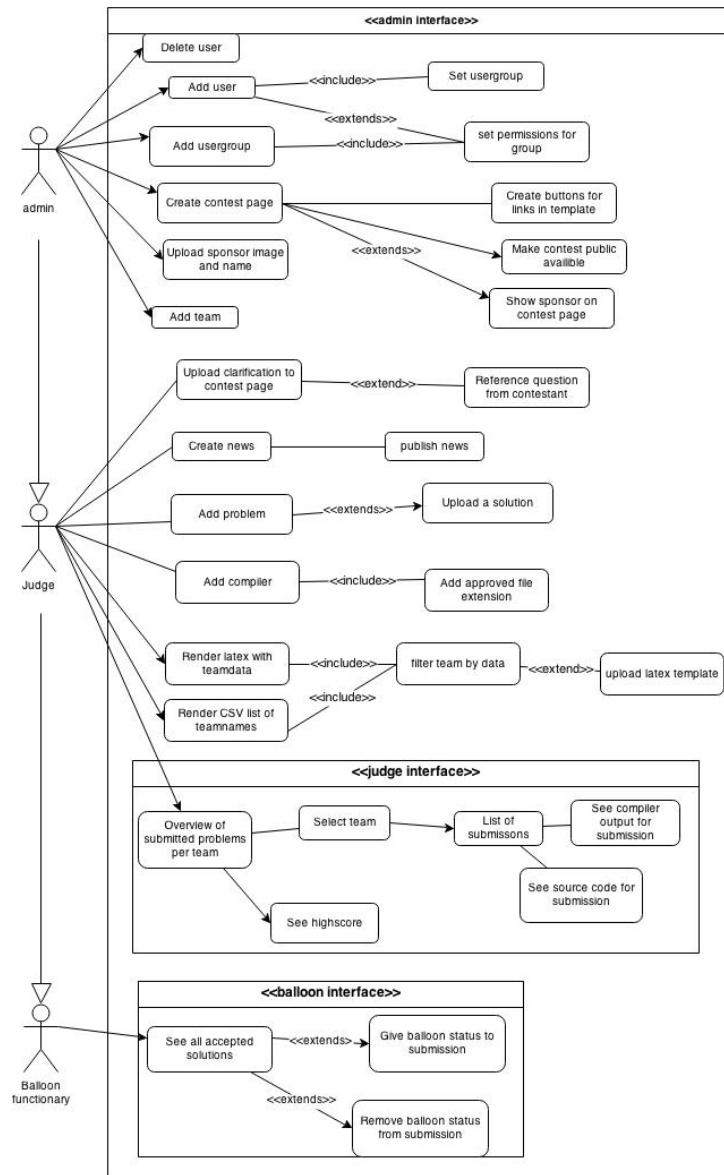 <<admin interface>>
Delete user
Add user
<<include>>
Set usergroup
<<extends>>
Add usergroup
<<include>>
set permissions for
group
admin
Create contest page
Create buttons for
links in template
Upload sponsor image
and name
<<extends>>
Make contest public
availible
Add team
Show sponsor on
contest page
Upload clarification to
contest page
<<extend>>
Reference question
from contestant
Create news
publish news
Add problem
<<extends>>
Upload a solution
Judge
Add compiler
<<include>>
Add approved file
extension
Render latex with
teamdata
<<include>>
filter team by data
<<extend>>
upload latex template
Render CSV list of
teamnames
<<include>>
<<judge interface>>
Overview of
submitted problems
per team
Select team
List of
submissons
See compiler
output for
submission
See source code for
submission
See highscore
<<balloon interface>>
Balloon
functionary
See all accepted
solutions
<<extends>
Give balloon status to
submission
<<extends>>
Remove balloon status
from submission